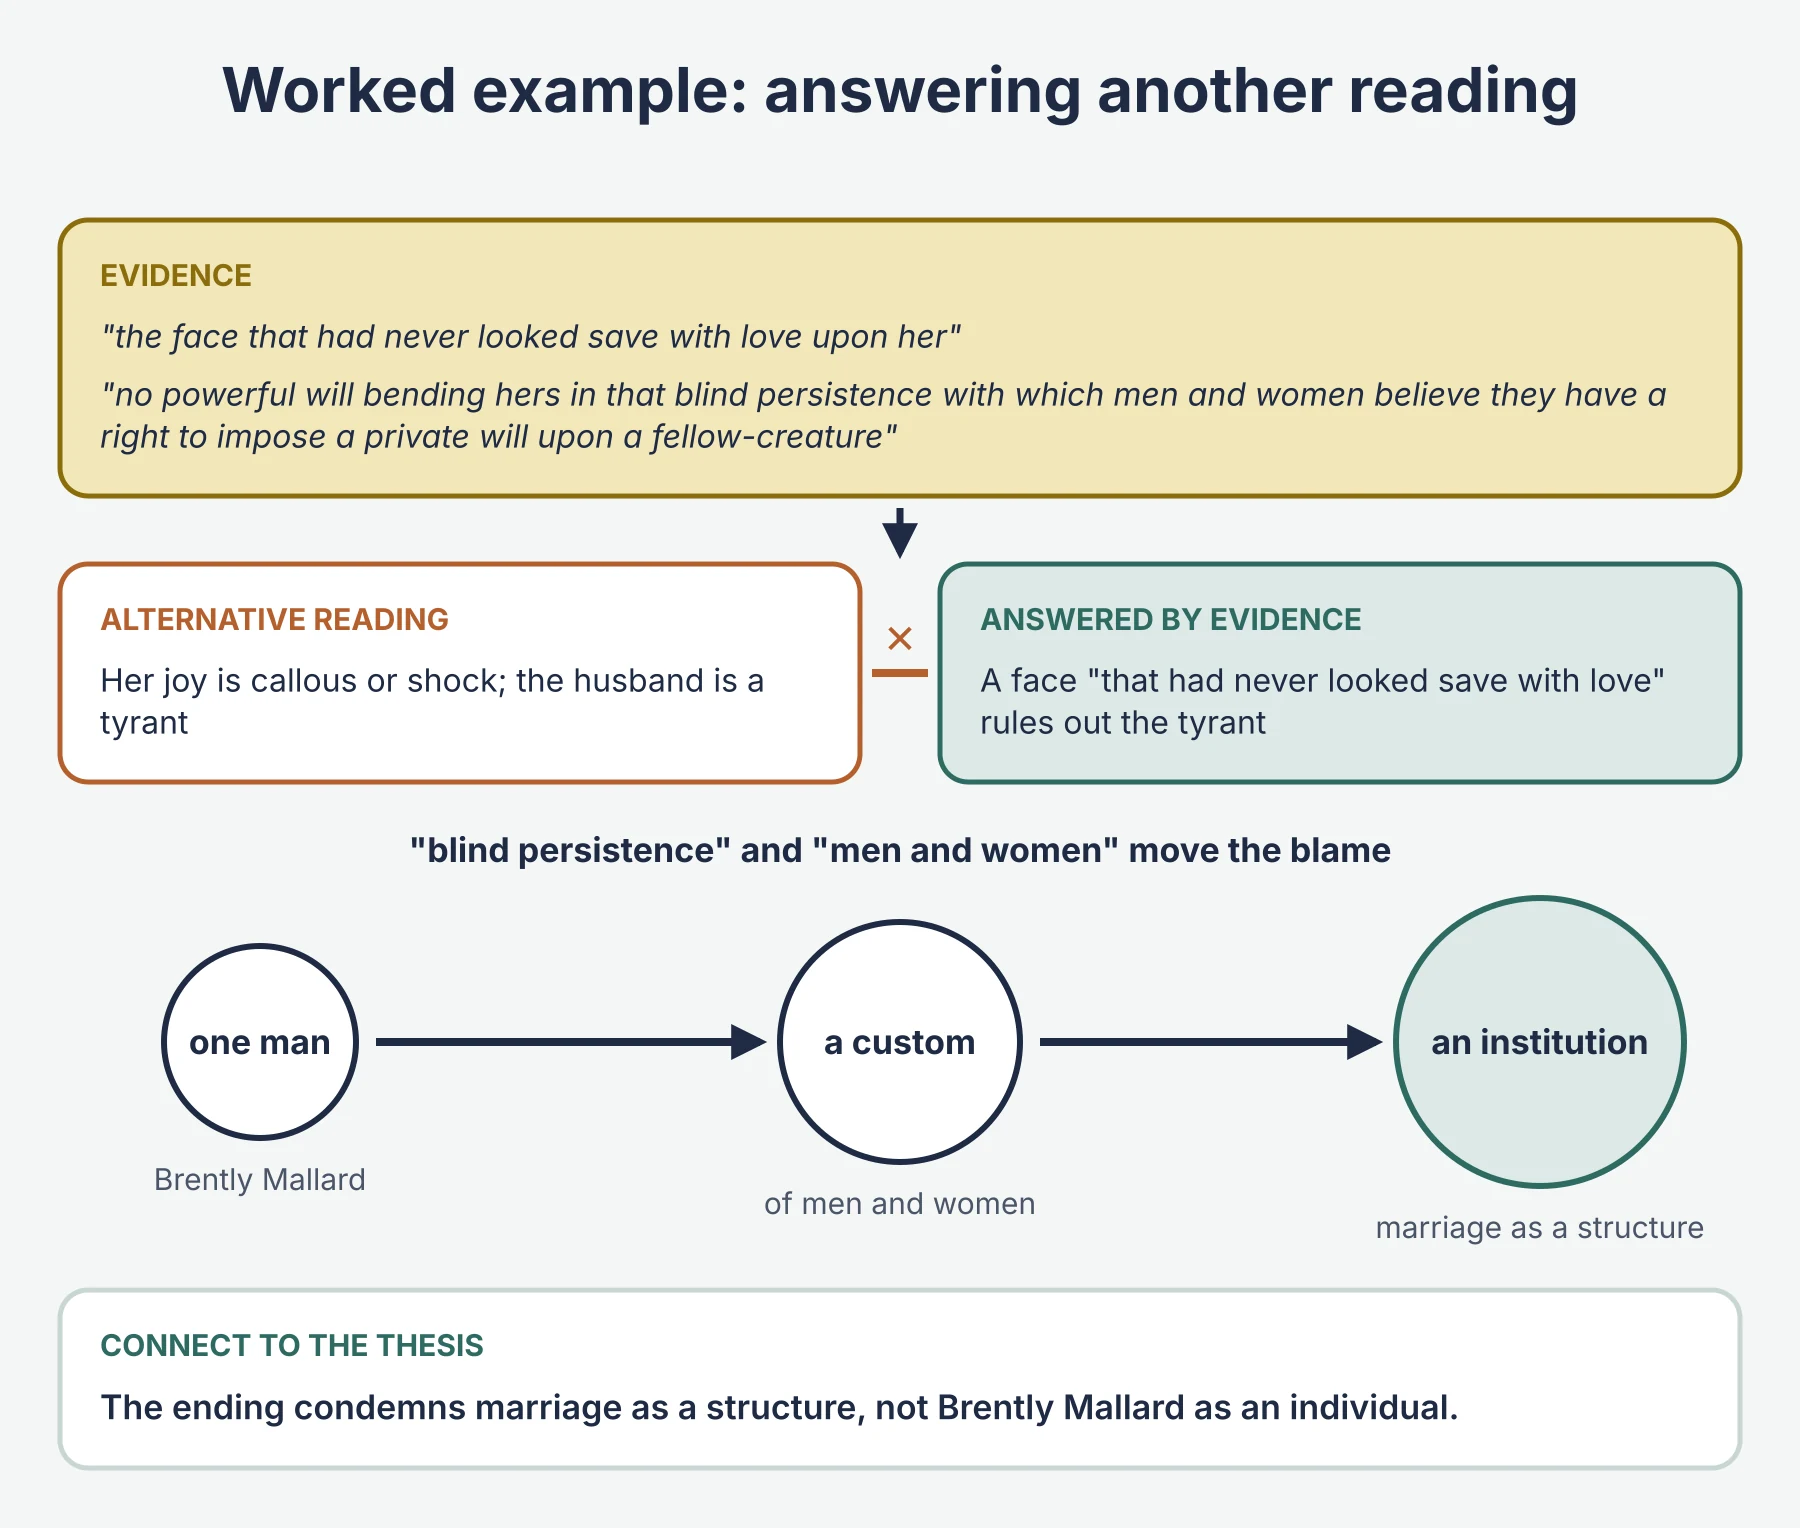 Worked example: answering another reading
EVIDENCE
"the face that had never looked save with love upon her"
"no powerful will bending hers in that blind persistence with which men and women believe they have a
right to impose a private will upon a fellow-creature"
ALTERNATIVE READING
Her joy is callous or shock; the husband is a
tyrant
×
ANSWERED BY EVIDENCE
A face "that had never looked save with love"
rules out the tyrant
"blind persistence" and "men and women" move the blame
one man
Brently Mallard
a custom
of men and women
an institution
marriage as a structure
CONNECT TO THE THESIS
The ending condemns marriage as a structure, not Brently Mallard as an individual.